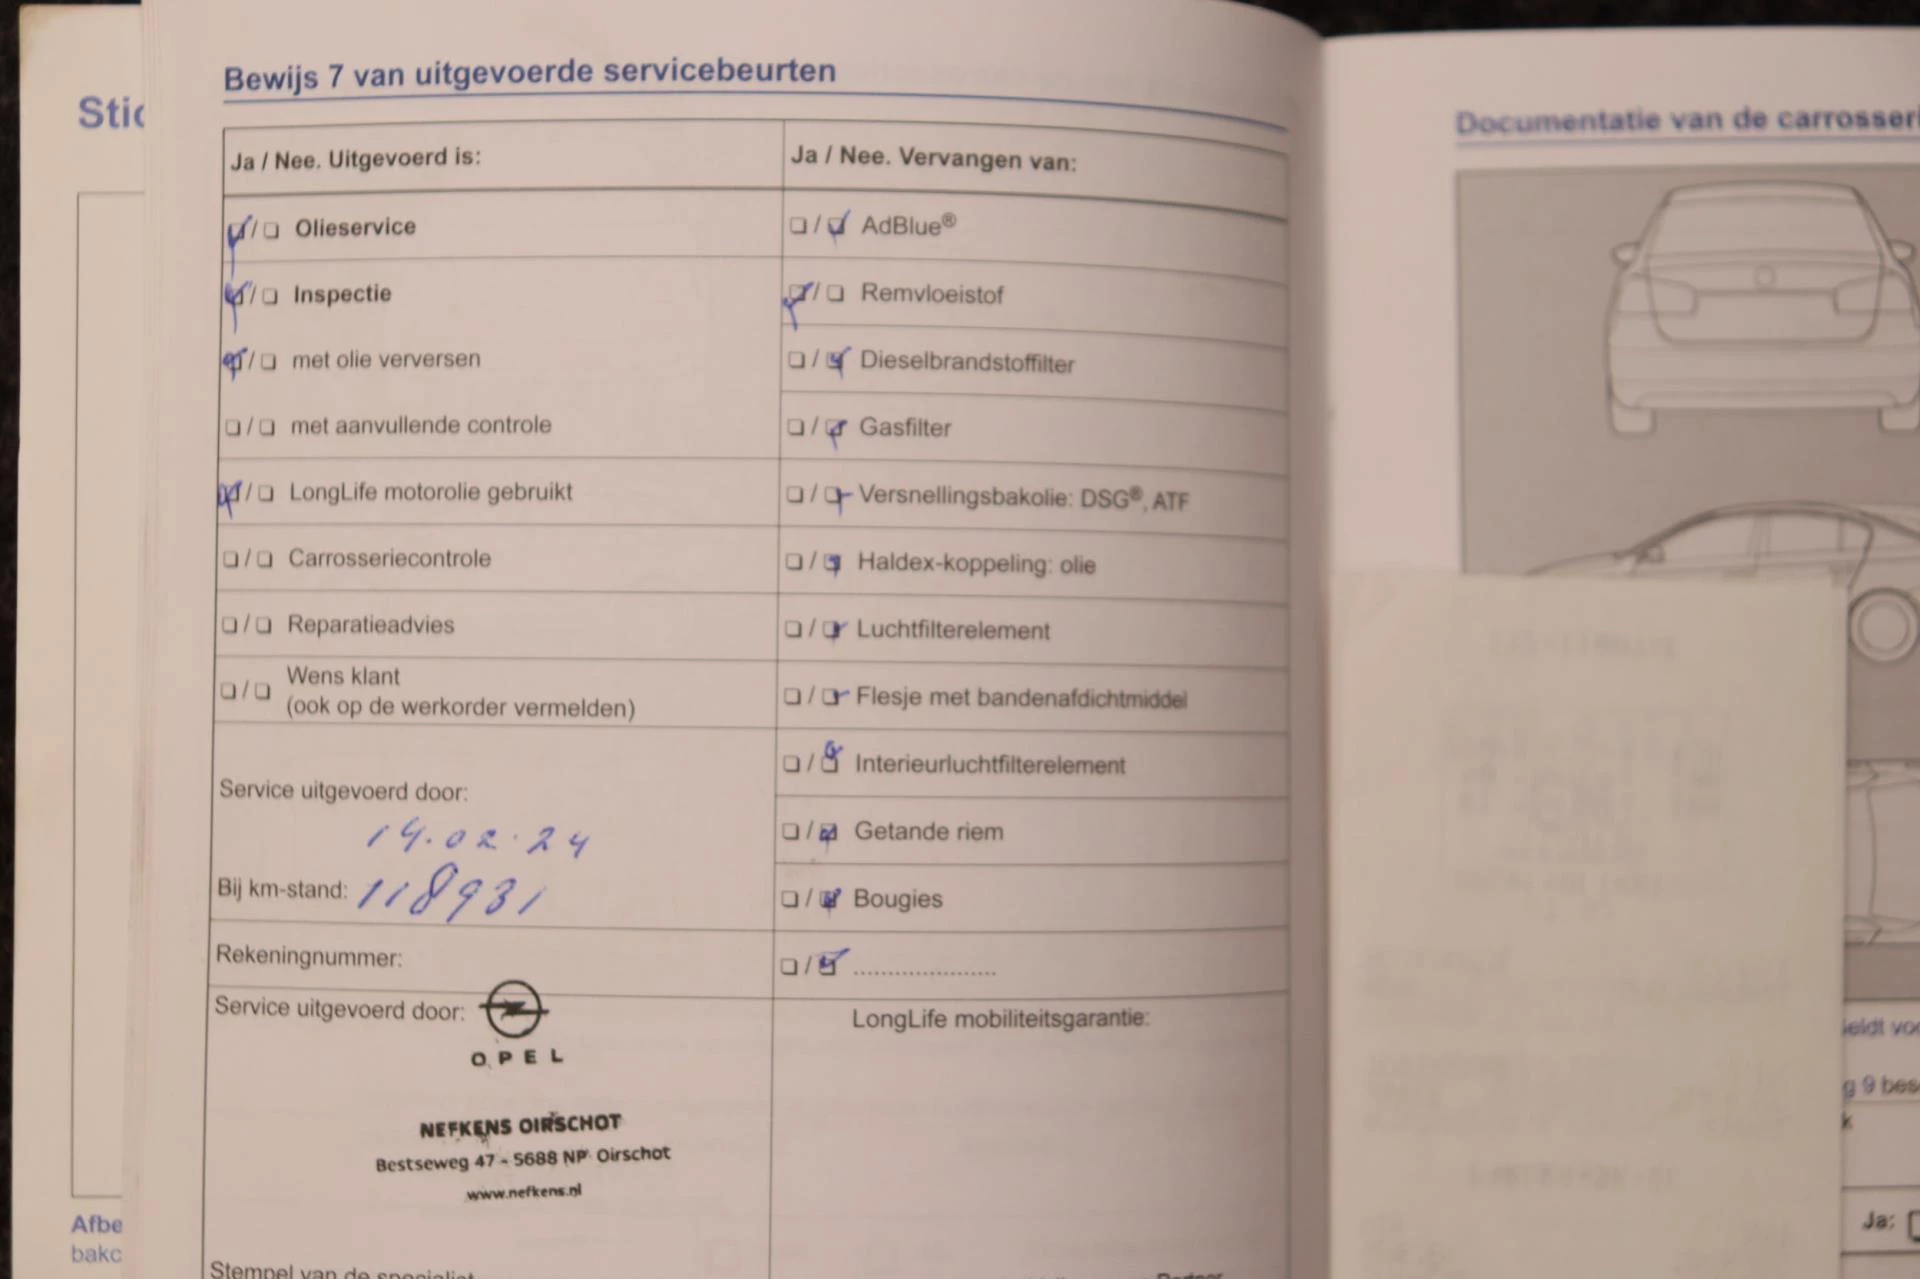 Bewijs 7 van uitgevoerde servicebeurten
Ja / Nee. Uitgevoerd is:
Olieservice
Inspectie
met olie verversen
met aanvullende controle
LongLife motorolie gebruikt
Carrosseriecontrole
Reparatieadvies
Wens klant
(ook op de werkorder vermelden)
Service uitgevoerd door:
14.02.24
Bij km-stand: 118931
Rekeningnummer:
Service uitgevoerd door:
OPEL
NEFKENS OIRSCHOT
Bestseweg 47 - 5688 NP Oirschot
www.nefkens.nl
Stempel van de specialist
Ja / Nee. Vervangen van:
AdBlue®
Remvloeistof
Dieselbrandstoffilter
Gasfilter
Versnellingsbakolie: DSG®, ATF
Haldex-koppeling: olie
Luchtfilterelement
Flesje met bandenafdichtmiddel
Interieurluchtfilterelement
Getande riem
Bougies
.....................
LongLife mobiliteitsgarantie:
Documentatie van de carrosseri
Ja: